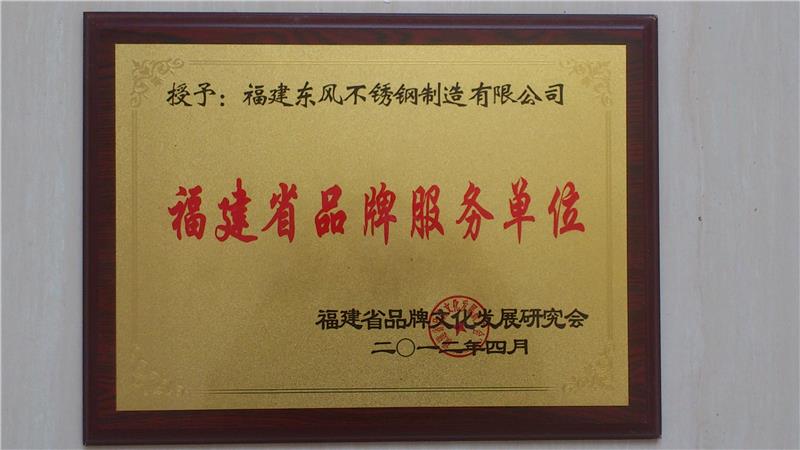 授予：福建东风不锈钢制造有限公司
福建省品牌服务单位
福建省品牌文化发展研究会
二〇一二年四月